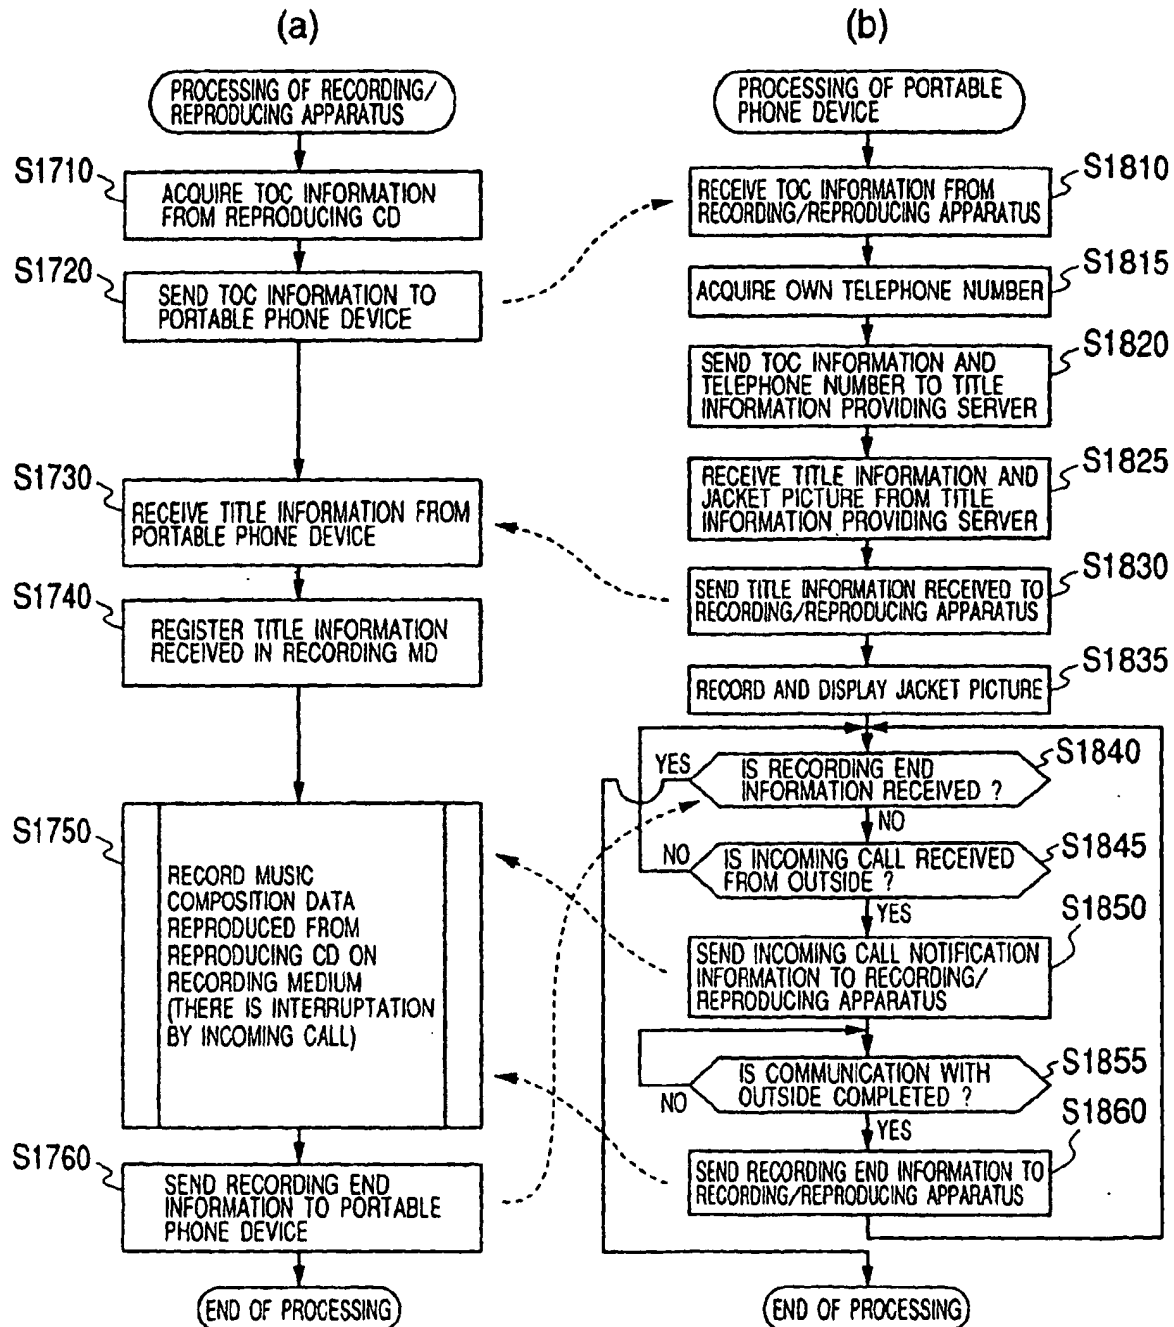 (a)
PROCESSING OF RECORDING/
REPRODUCING APPARATUS
S1710
ACQUIRE TOC INFORMATION
FROM REPRODUCING CD
S1720
SEND TOC INFORMATION TO
PORTABLE PHONE DEVICE
S1730
RECEIVE TITLE INFORMATION FROM
PORTABLE PHONE DEVICE
S1740
REGISTER TITLE INFORMATION
RECEIVED IN RECORDING MD
S1750
RECORD MUSIC
COMPOSITION DATA
REPRODUCED FROM
REPRODUCING CD ON
RECORDING MEDIUM
(THERE IS INTERRUPTATION
BY INCOMING CALL)
S1760
SEND RECORDING END
INFORMATION TO PORTABLE
PHONE DEVICE
END OF PROCESSING
(b)
PROCESSING OF PORTABLE
PHONE DEVICE
S1810
RECEIVE TOC INFORMATION FROM
RECORDING/REPRODUCING APPARATUS
S1815
ACQUIRE OWN TELEPHONE NUMBER
S1820
SEND TOC INFORMATION AND
TELEPHONE NUMBER TO TITLE
INFORMATION PROVIDING SERVER
S1825
RECEIVE TITLE INFORMATION AND
JACKET PICTURE FROM TITLE
INFORMATION PROVIDING SERVER
S1830
SEND TITLE INFORMATION RECEIVED TO
RECORDING/REPRODUCING APPARATUS
S1835
RECORD AND DISPLAY JACKET PICTURE
S1840
YES
IS RECORDING END
INFORMATION RECEIVED ?
NO
S1845
NO
IS INCOMING CALL RECEIVED
FROM OUTSIDE ?
YES
S1850
SEND INCOMING CALL NOTIFICATION
INFORMATION TO RECORDING/
REPRODUCING APPARATUS
S1855
IS COMMUNICATION WITH
OUTSIDE COMPLETED ?
NO
YES
S1860
SEND RECORDING END INFORMATION TO
RECORDING/REPRODUCING APPARATUS
END OF PROCESSING